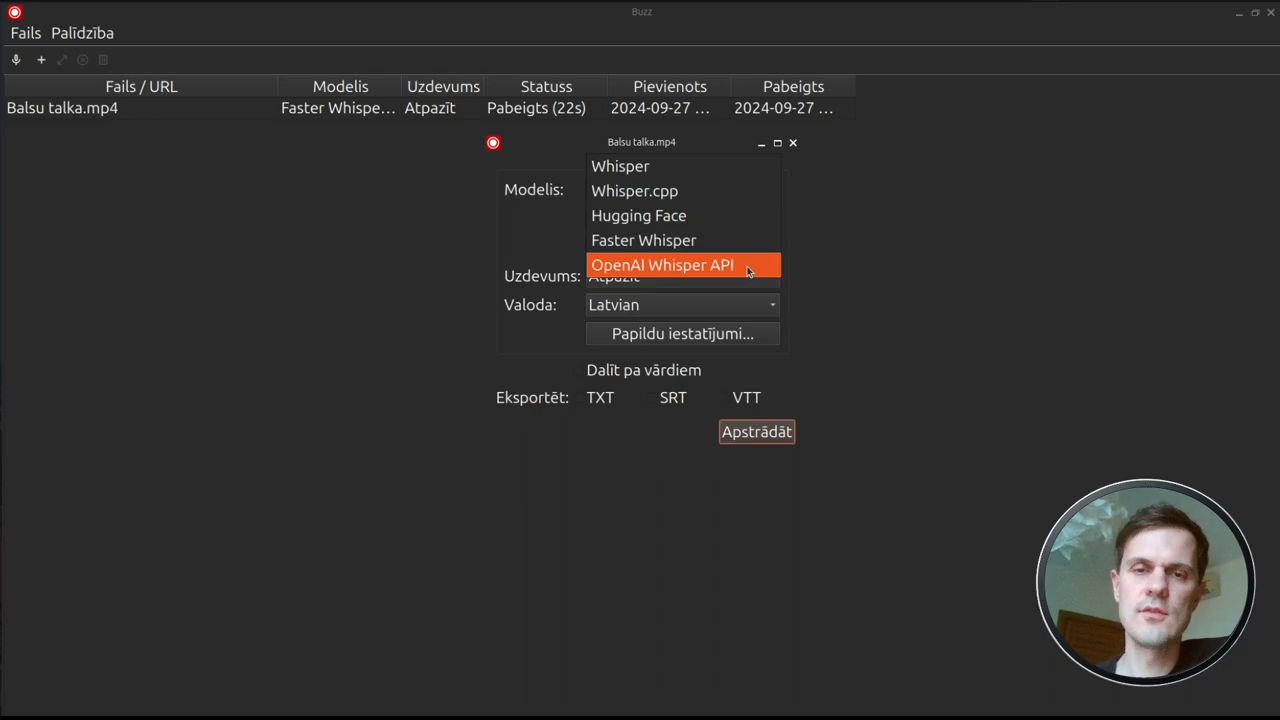 Buzz
Fails Palīdzība
Fails / URL Modelis Uzdevums Statuss Pievienots Pabeigts
Balsu talka.mp4 Faster Whispe... Atpazīt Pabeigts (22s) 2024-09-27 ... 2024-09-27 ...
Balsu talka.mp4
Whisper
Modelis:
Whisper.cpp
Hugging Face
Faster Whisper
OpenAI Whisper API
Uzdevums: Atpazīt
Valoda: Latvian
Papildu iestatījumi...
Dalīt pa vārdiem
Eksportēt: TXT SRT VTT
Apstrādāt